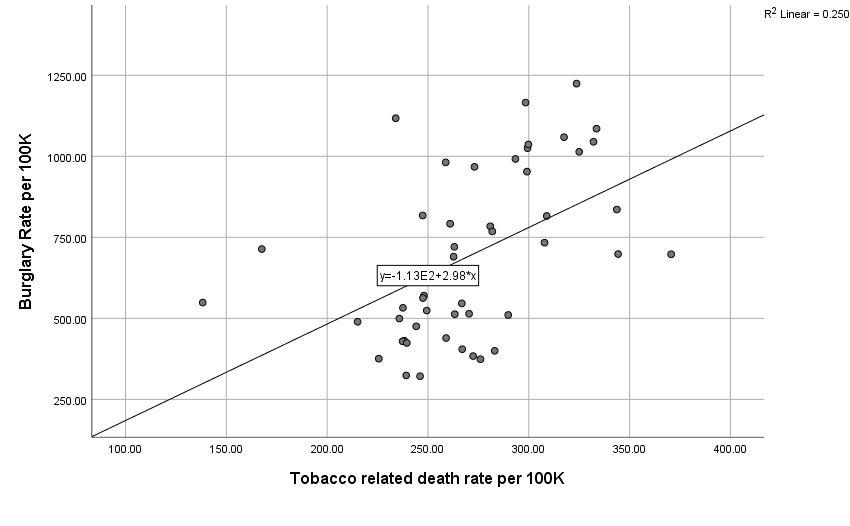 R2 Linear = 0.250
1250.00
1000.00
750.00
500.00
250.00
Burglary Rate per 100K
y=-1.13E2+2.98*x
100.00 150.00 200.00 250.00 300.00 350.00 400.00
Tobacco related death rate per 100K